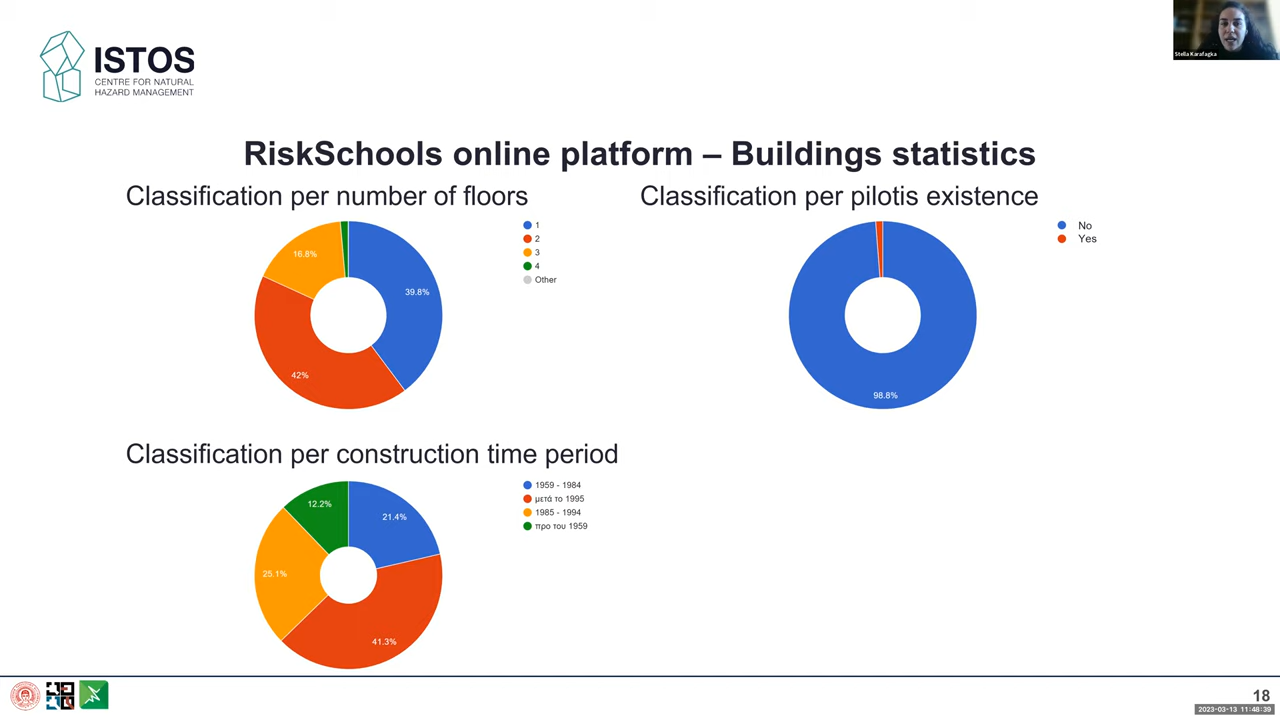 Stella Karafagka
ISTOS
CENTRE FOR NATURAL
HAZARD MANAGEMENT
RiskSchools online platform – Buildings statistics
Classification per number of floors
1
2
3
4
Other
16.8%
39.8%
42%
Classification per pilotis existence
No
Yes
98.8%
Classification per construction time period
1959 - 1984
μετά το 1995
1985 - 1994
προ του 1959
12.2%
21.4%
25.1%
41.3%
18
2023-03-13 11:48:39